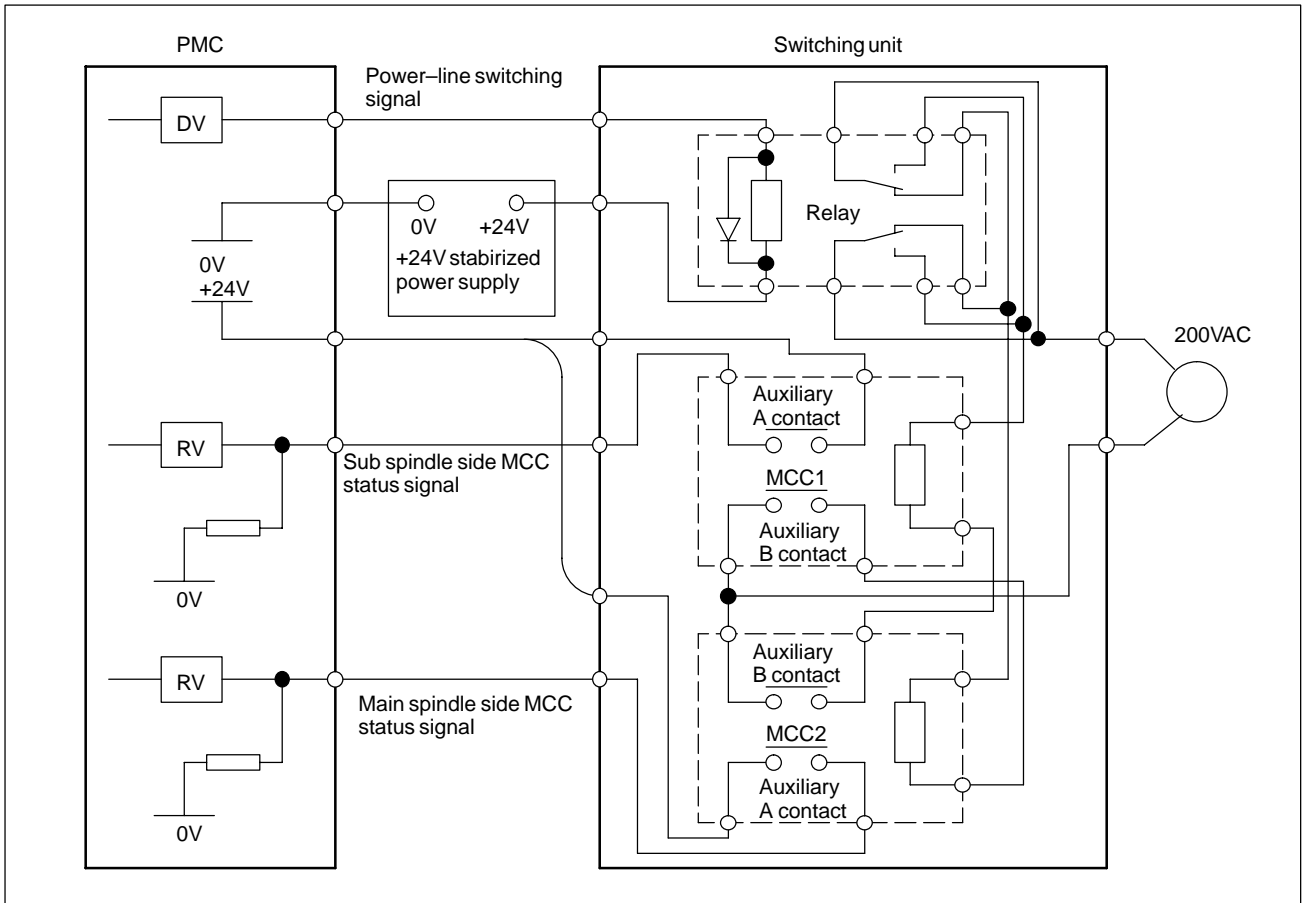 PMC
Switching unit
Power–line switching
signal
DV
0V
+24V
+24V stabirized
power supply
0V
+24V
Relay
200VAC
Auxiliary
A contact
RV
Sub spindle side MCC
status signal
MCC1
Auxiliary
B contact
0V
Auxiliary
B contact
RV
Main spindle side MCC
status signal
MCC2
Auxiliary
A contact
0V